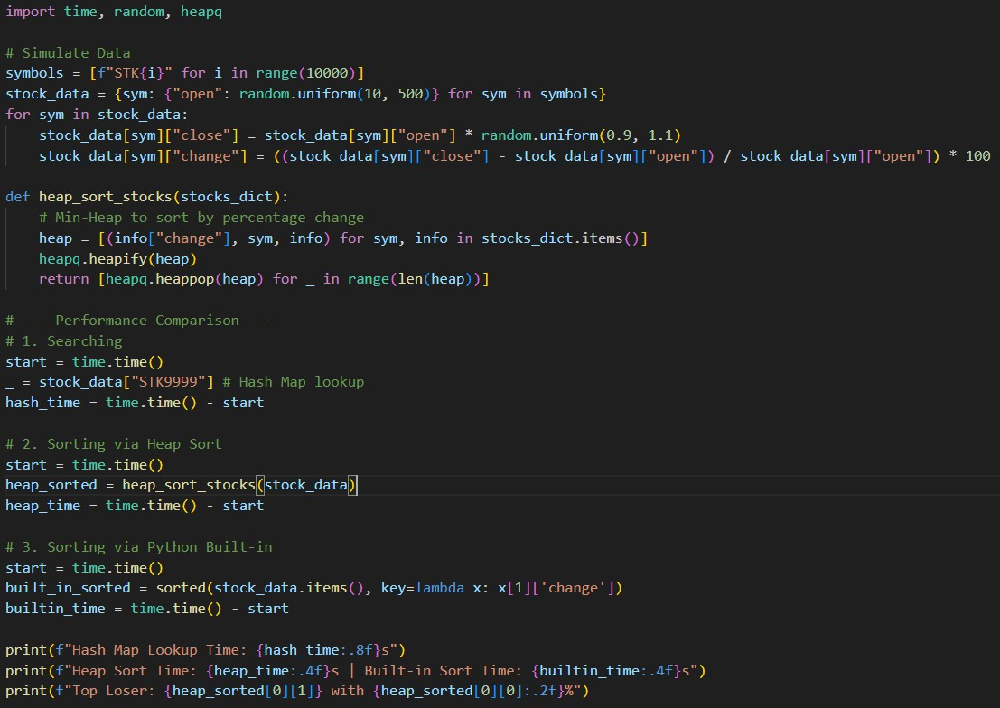 import time, random, heapq
# Simulate Data
symbols = [f"STK{i}" for i in range(10000)]
stock_data = {sym: {"open": random.uniform(10, 500)} for sym in symbols}
for sym in stock_data:
    stock_data[sym]["close"] = stock_data[sym]["open"] * random.uniform(0.9, 1.1)
    stock_data[sym]["change"] = ((stock_data[sym]["close"] - stock_data[sym]["open"]) / stock_data[sym]["open"]) * 100
def heap_sort_stocks(stocks_dict):
    # Min-Heap to sort by percentage change
    heap = [(info["change"], sym, info) for sym, info in stocks_dict.items()]
    heapq.heapify(heap)
    return [heapq.heappop(heap) for _ in range(len(heap))]
# --- Performance Comparison ---
# 1. Searching
start = time.time()
_ = stock_data["STK9999"] # Hash Map lookup
hash_time = time.time() - start
# 2. Sorting via Heap Sort
start = time.time()
heap_sorted = heap_sort_stocks(stock_data)
heap_time = time.time() - start
# 3. Sorting via Python Built-in
start = time.time()
built_in_sorted = sorted(stock_data.items(), key=lambda x: x[1]['change'])
builtin_time = time.time() - start
print(f"Hash Map Lookup Time: {hash_time:.8f}s")
print(f"Heap Sort Time: {heap_time:.4f}s | Built-in Sort Time: {builtin_time:.4f}s")
print(f"Top Loser: {heap_sorted[0][1]} with {heap_sorted[0][0]:.2f}%")